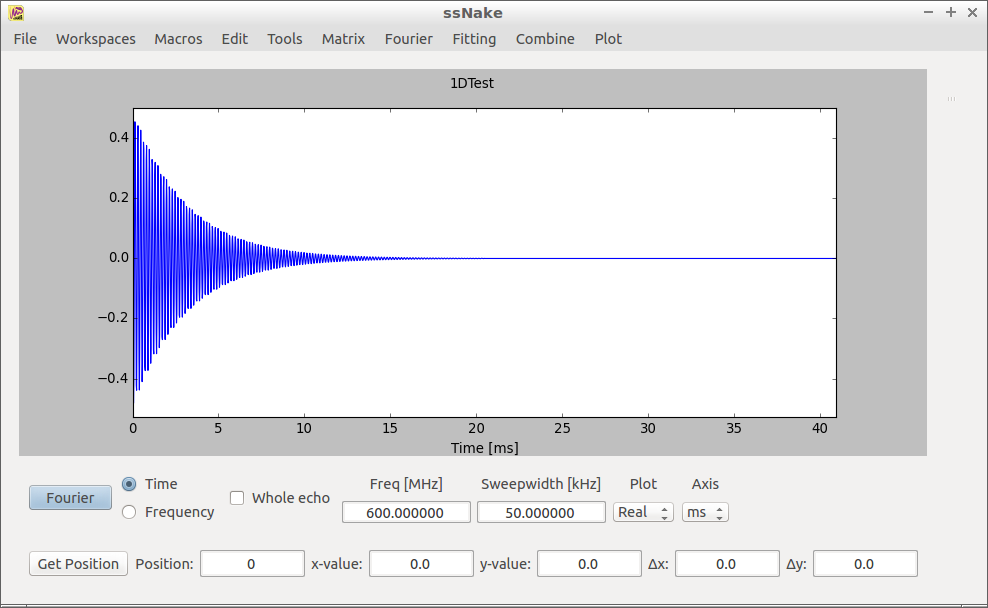 ssNake
File Workspaces Macros Edit Tools Matrix Fourier Fitting Combine Plot
1DTest
0.4
0.2
0.0
−0.2
−0.4
0 5 10 15 20 25 30 35 40
Time [ms]
Time Freq [MHz] Sweepwidth [kHz] Plot Axis
Fourier Whole echo
Frequency 600.000000 50.000000 Real ms
Get Position Position: 0 x-value: 0.0 y-value: 0.0 Δx: 0.0 Δy: 0.0